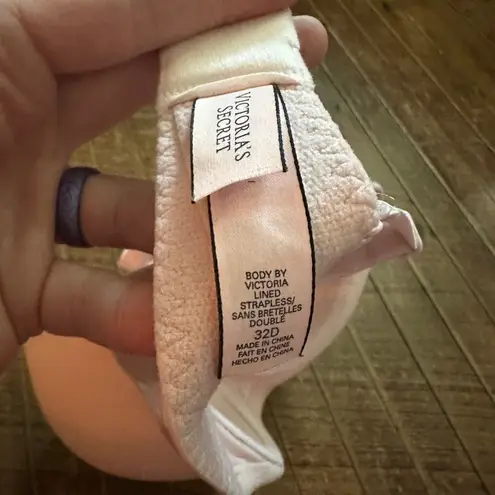 VICTORIA'S
SECRET
BODY BY
VICTORIA
LINED
STRAPLESS/
SANS BRETELLES
DOUBLÉ
32D
MADE IN CHINA
FAIT EN CHINE
HECHO EN CHINA